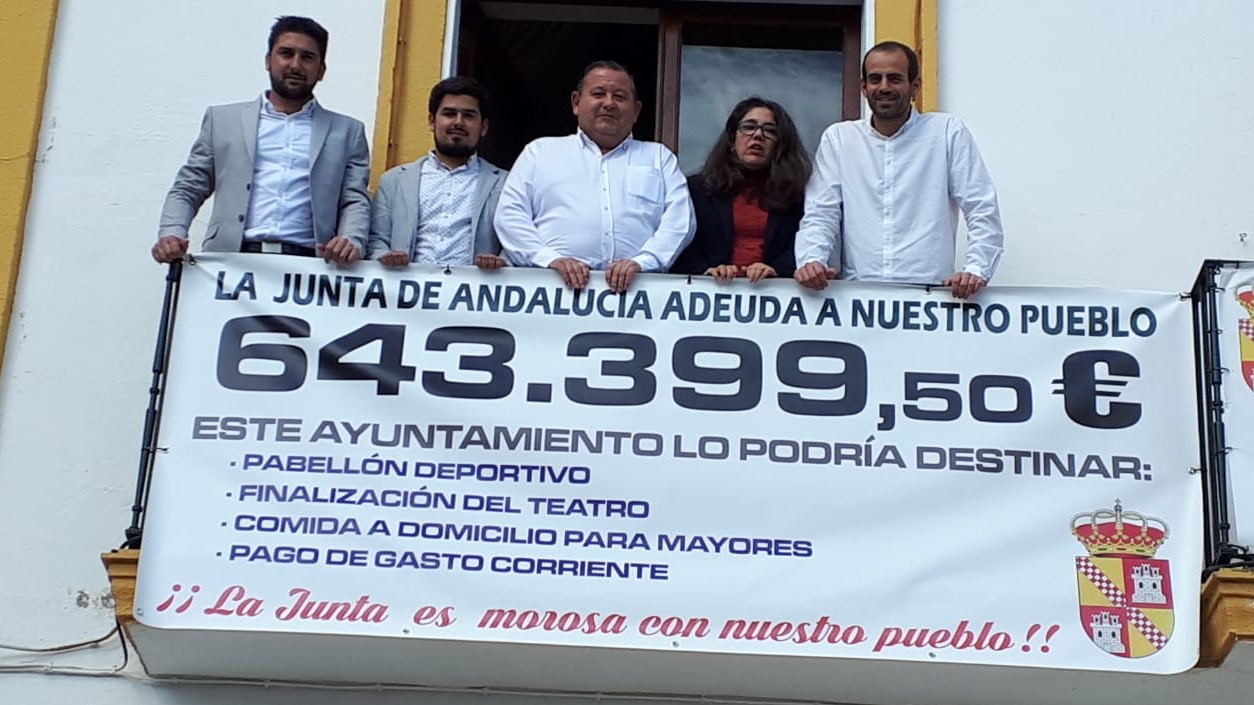 LA JUNTA DE ANDALUCIA ADEUDA A NUESTRO PUEBLO
643.399,50 €
ESTE AYUNTAMIENTO LO PODRÍA DESTINAR:
· PABELLÓN DEPORTIVO
· FINALIZACIÓN DEL TEATRO
· COMIDA A DOMICILIO PARA MAYORES
· PAGO DE GASTO CORRIENTE
¡¡La Junta es morosa con nuestro pueblo!!